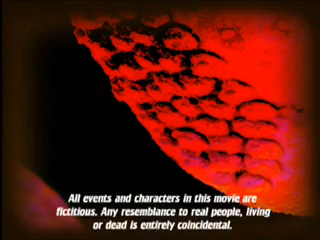 All events and characters in this movie are
fictitious. Any resemblance to real people, living
or dead is entirely coincidental.